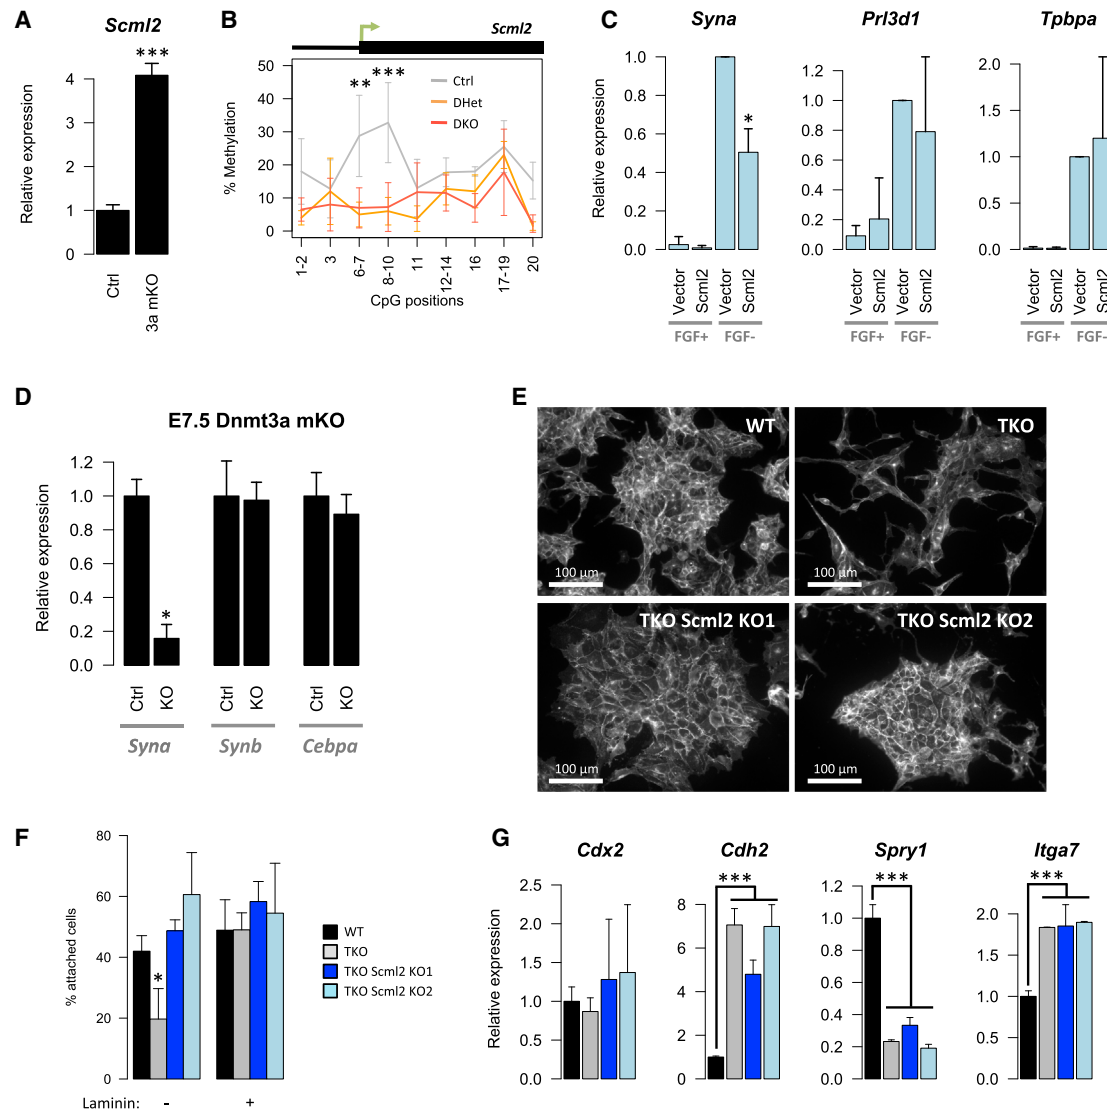 A
Scml2
***
Relative expression
4
3
2
1
0
Ctrl
3a mKO
B
Scml2
% Methylation
50
40
30
20
10
0
** ***
Ctrl
DHet
DKO
1-2 3 6-7 8-10 11 12-14 16 17-19 20
CpG positions
C
Syna
Relative expression
1.0
0.8
0.6
0.4
0.2
0.0
*
Vector Scml2 Vector Scml2
FGF+ FGF-
Prl3d1
1.2
1.0
0.8
0.6
0.4
0.2
0.0
Vector Scml2 Vector Scml2
FGF+ FGF-
Tpbpa
2.0
1.5
1.0
0.5
0.0
Vector Scml2 Vector Scml2
FGF+ FGF-
D
E7.5 Dnmt3a mKO
Relative expression
1.2
1.0
0.8
0.6
0.4
0.2
0.0
*
Ctrl KO Ctrl KO Ctrl KO
Syna Synb Cebpa
E
WT
100 µm
TKO
100 µm
TKO Scml2 KO1
100 µm
TKO Scml2 KO2
100 µm
F
% attached cells
80
60
40
20
0
*
Laminin: - +
WT
TKO
TKO Scml2 KO1
TKO Scml2 KO2
G
Cdx2
Relative expression
2.5
2.0
1.5
1.0
0.5
0.0
Cdh2
***
8
6
4
2
0
Spry1
***
1.2
1.0
0.8
0.6
0.4
0.2
0.0
Itga7
***
2.0
1.5
1.0
0.5
0.0